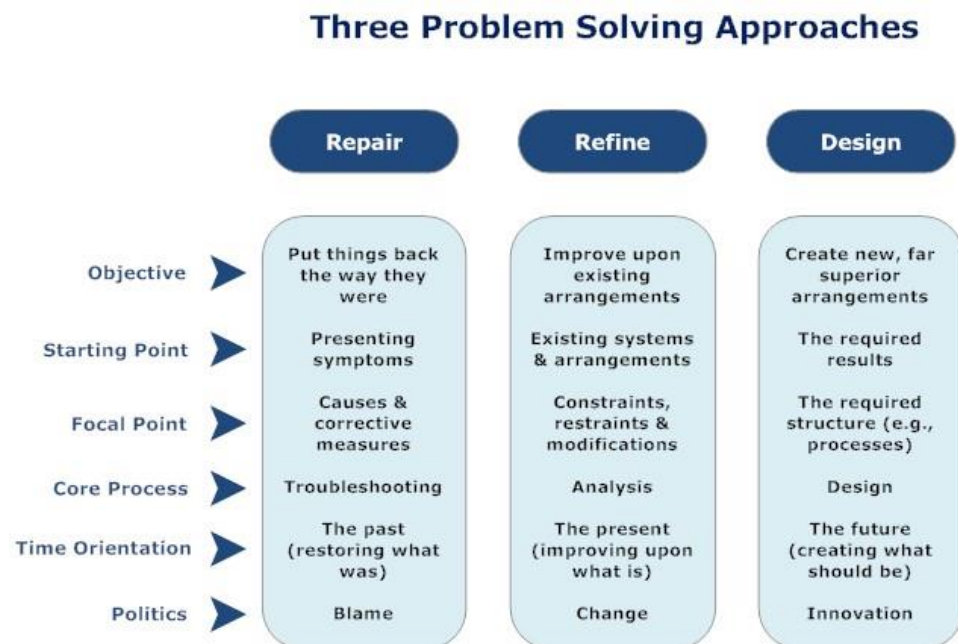 Three Problem Solving Approaches
Repair
Refine
Design
Objective
Put things back
the way they
were
Improve upon
existing
arrangements
Create new, far
superior
arrangements
Starting Point
Presenting
symptoms
Existing systems
& arrangements
The required
results
Focal Point
Causes &
corrective
measures
Constraints,
restraints &
modifications
The required
structure (e.g.,
processes)
Core Process
Troubleshooting
Analysis
Design
Time Orientation
The past
(restoring what
was)
The present
(improving upon
what is)
The future
(creating what
should be)
Politics
Blame
Change
Innovation